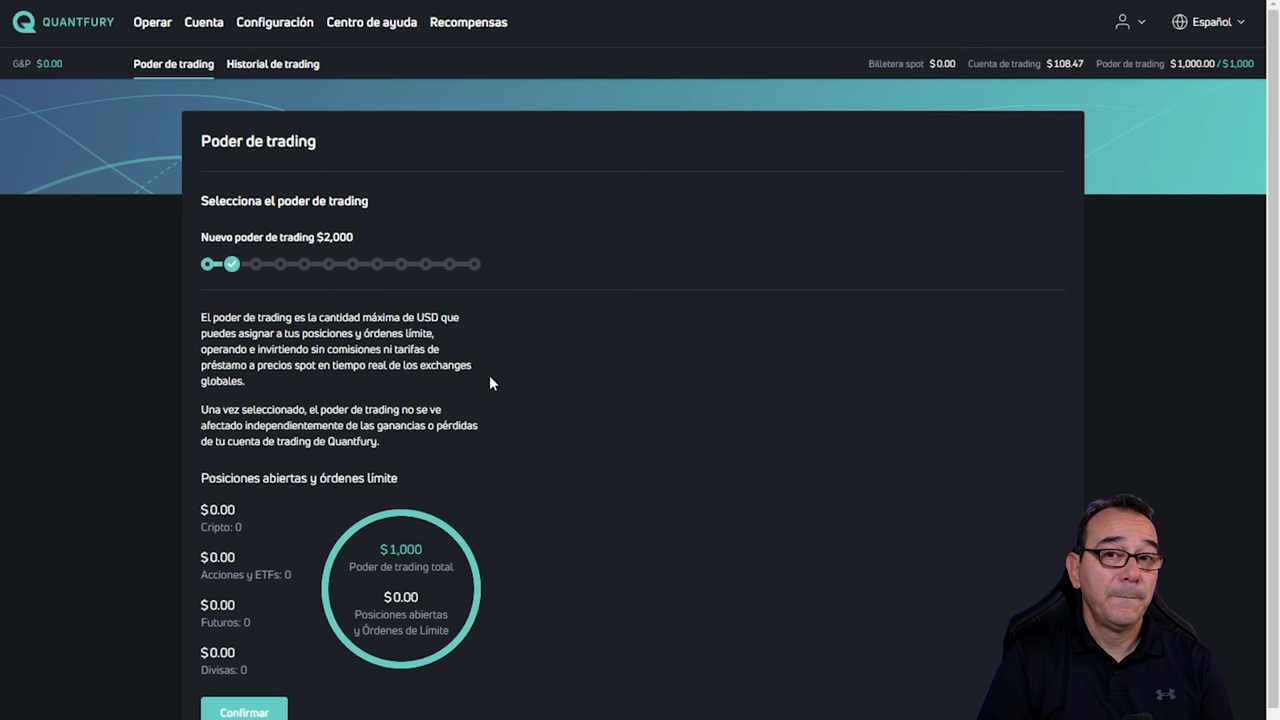 QUANTFURY Operar Cuenta Configuración Centro de ayuda Recompensas Español
G&P $0.00 Poder de trading Historial de trading Billetera spot $0.00 Cuenta de trading $108.47 Poder de trading $1,000.00 / $1,000
Poder de trading
Selecciona el poder de trading
Nuevo poder de trading $2,000
El poder de trading es la cantidad máxima de USD que
puedes asignar a tus posiciones y órdenes límite,
operando e invirtiendo sin comisiones ni tarifas de
préstamo a precios spot en tiempo real de los exchanges
globales.
Una vez seleccionado, el poder de trading no se ve
afectado independientemente de las ganancias o pérdidas
de tu cuenta de trading de Quantfury.
Posiciones abiertas y órdenes límite
$0.00
Cripto: 0
$0.00
Acciones y ETFs: 0
$0.00
Futuros: 0
$0.00
Divisas: 0
$1,000
Poder de trading total
$0.00
Posiciones abiertas
y Órdenes de Límite
Confirmar